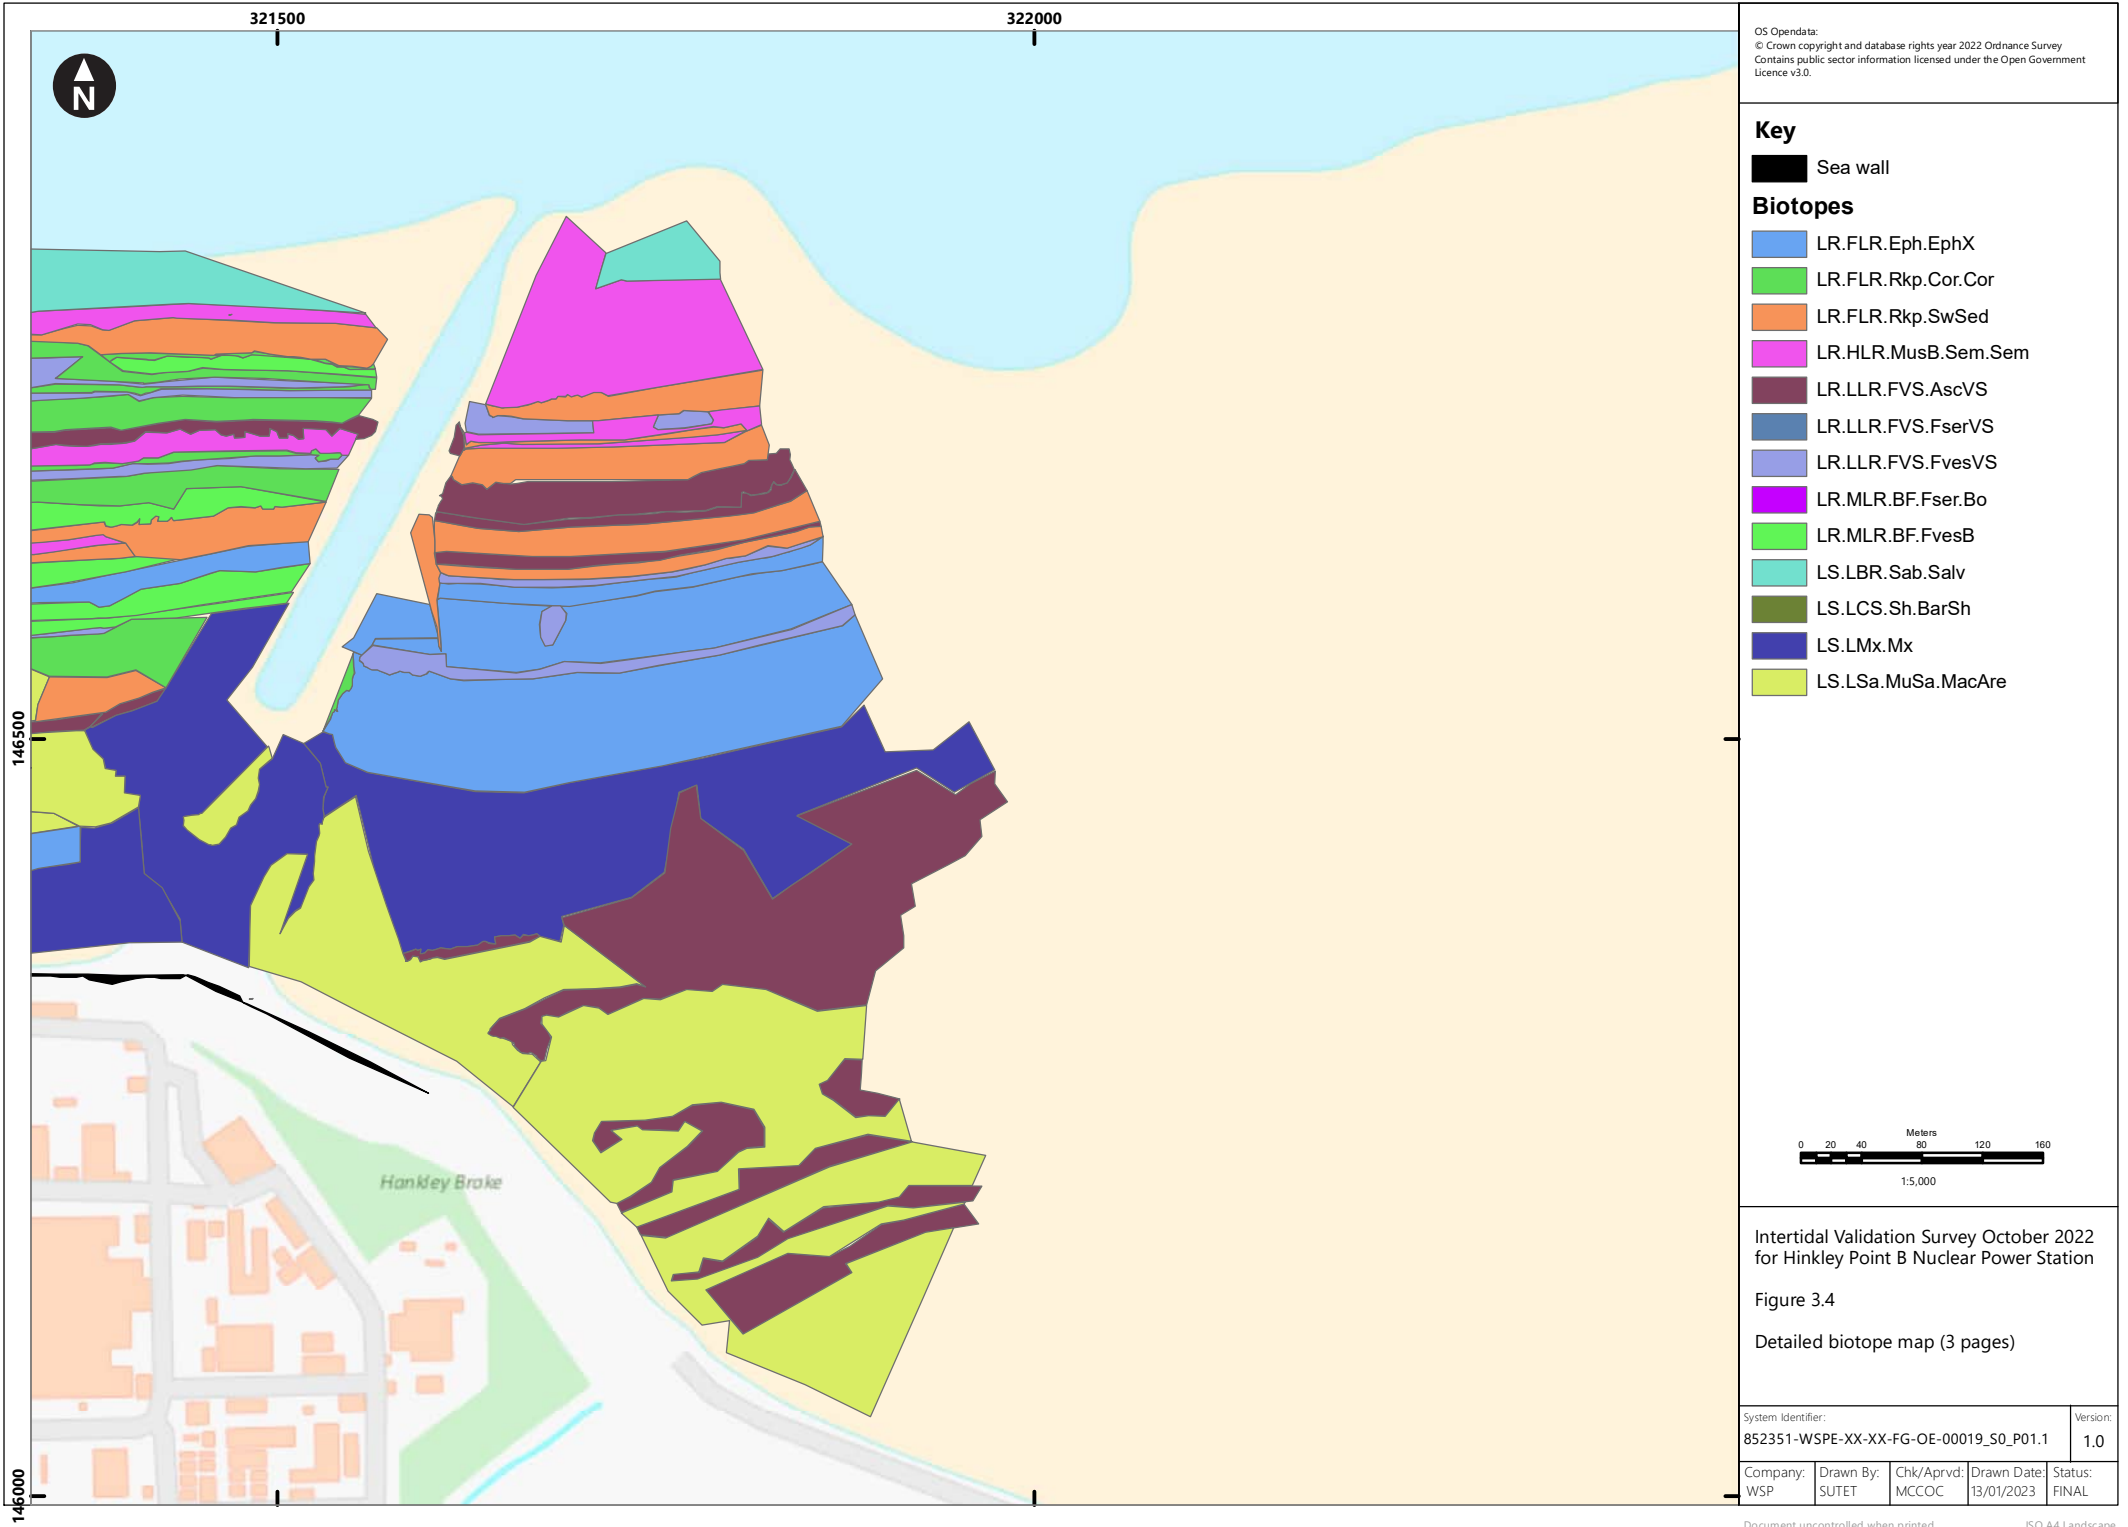 321500
322000
N
146500
146000
Hankley Brake
OS Opendata:
© Crown copyright and database rights year 2022 Ordnance Survey
Contains public sector information licensed under the Open Government
Licence v3.0.
Key
Sea wall
Biotopes
LR.FLR.Eph.EphX
LR.FLR.Rkp.Cor.Cor
LR.FLR.Rkp.SwSed
LR.HLR.MusB.Sem.Sem
LR.LLR.FVS.AscVS
LR.LLR.FVS.FserVS
LR.LLR.FVS.FvesVS
LR.MLR.BF.Fser.Bo
LR.MLR.BF.FvesB
LS.LBR.Sab.Salv
LS.LCS.Sh.BarSh
LS.LMx.Mx
LS.LSa.MuSa.MacAre
Meters
0 20 40 80 120 160
1:5,000
Intertidal Validation Survey October 2022
for Hinkley Point B Nuclear Power Station
Figure 3.4
Detailed biotope map (3 pages)
System Identifier: Version:
852351-WSPE-XX-XX-FG-OE-00019_S0_P01.1 1.0
Company: Drawn By: Chk/Aprvd: Drawn Date: Status:
WSP SUTET MCCOC 13/01/2023 FINAL
Document uncontrolled when printed ISO A4 Landscape